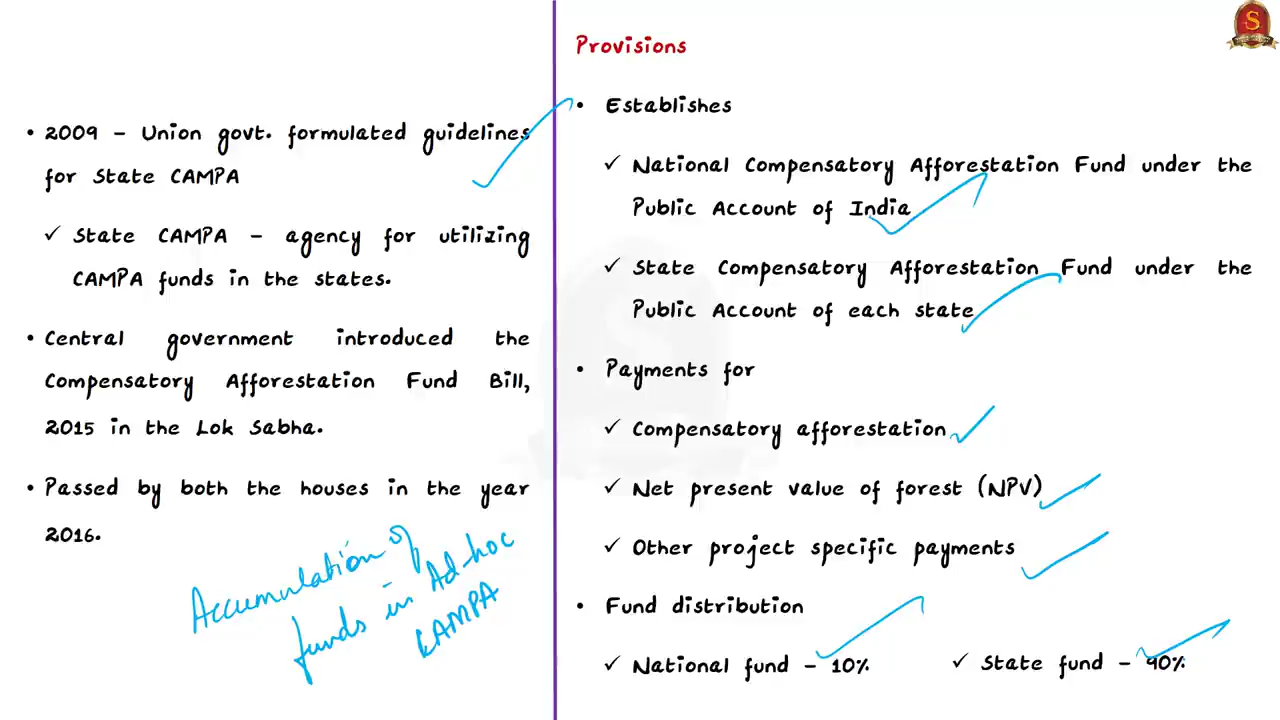 • 2009 – Union govt. formulated guidelines
for State CAMPA
✓ State CAMPA – agency for utilizing
CAMPA funds in the states.
• Central government introduced the
Compensatory Afforestation Fund Bill,
2015 in the Lok Sabha.
• Passed by both the houses in the year
2016.
Accumulation of
funds in Ad-hoc
CAMPA
Provisions
• Establishes
✓ National Compensatory Afforestation Fund under the
Public Account of India
✓ State Compensatory Afforestation Fund under the
Public Account of each state
• Payments for
✓ Compensatory afforestation
✓ Net present value of forest (NPV)
✓ Other project specific payments
• Fund distribution
✓ National fund – 10% ✓ State fund – 90%
S